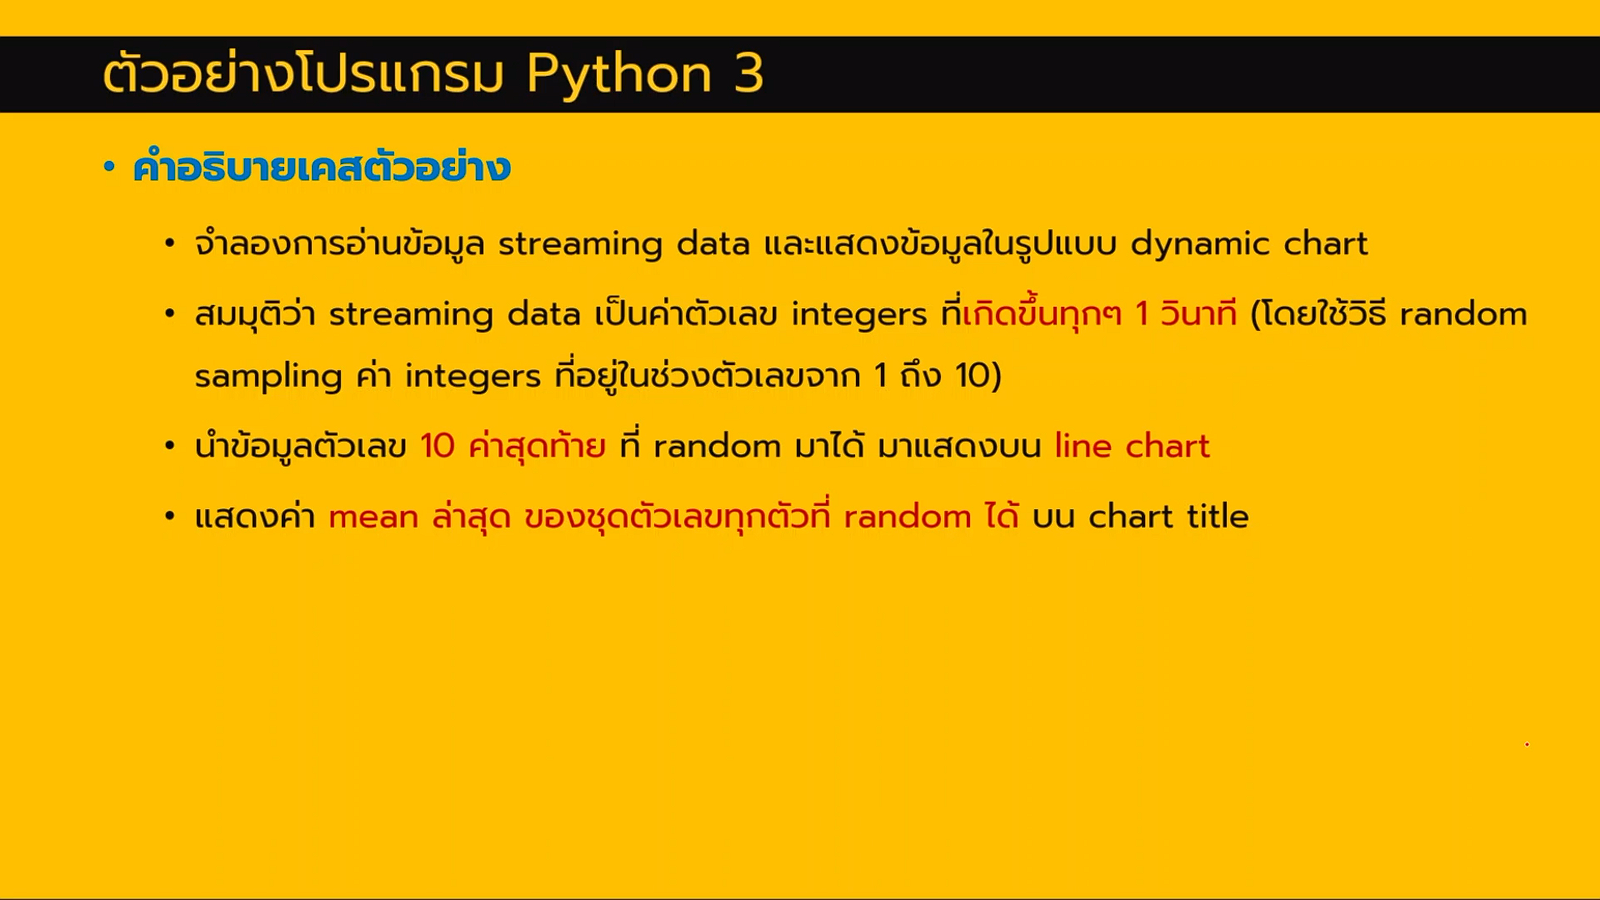 ตัวอย่างโปรแกรม Python 3
• คำอธิบายเคสตัวอย่าง
• จำลองการอ่านข้อมูล streaming data และแสดงข้อมูลในรูปแบบ dynamic chart
• สมมุติว่า streaming data เป็นค่าตัวเลข integers ที่เกิดขึ้นทุกๆ 1 วินาที (โดยใช้วิธี random
sampling ค่า integers ที่อยู่ในช่วงตัวเลขจาก 1 ถึง 10)
• นำข้อมูลตัวเลข 10 ค่าสุดท้าย ที่ random มาได้ มาแสดงบน line chart
• แสดงค่า mean ล่าสุด ของชุดตัวเลขทุกตัวที่ random ได้ บน chart title